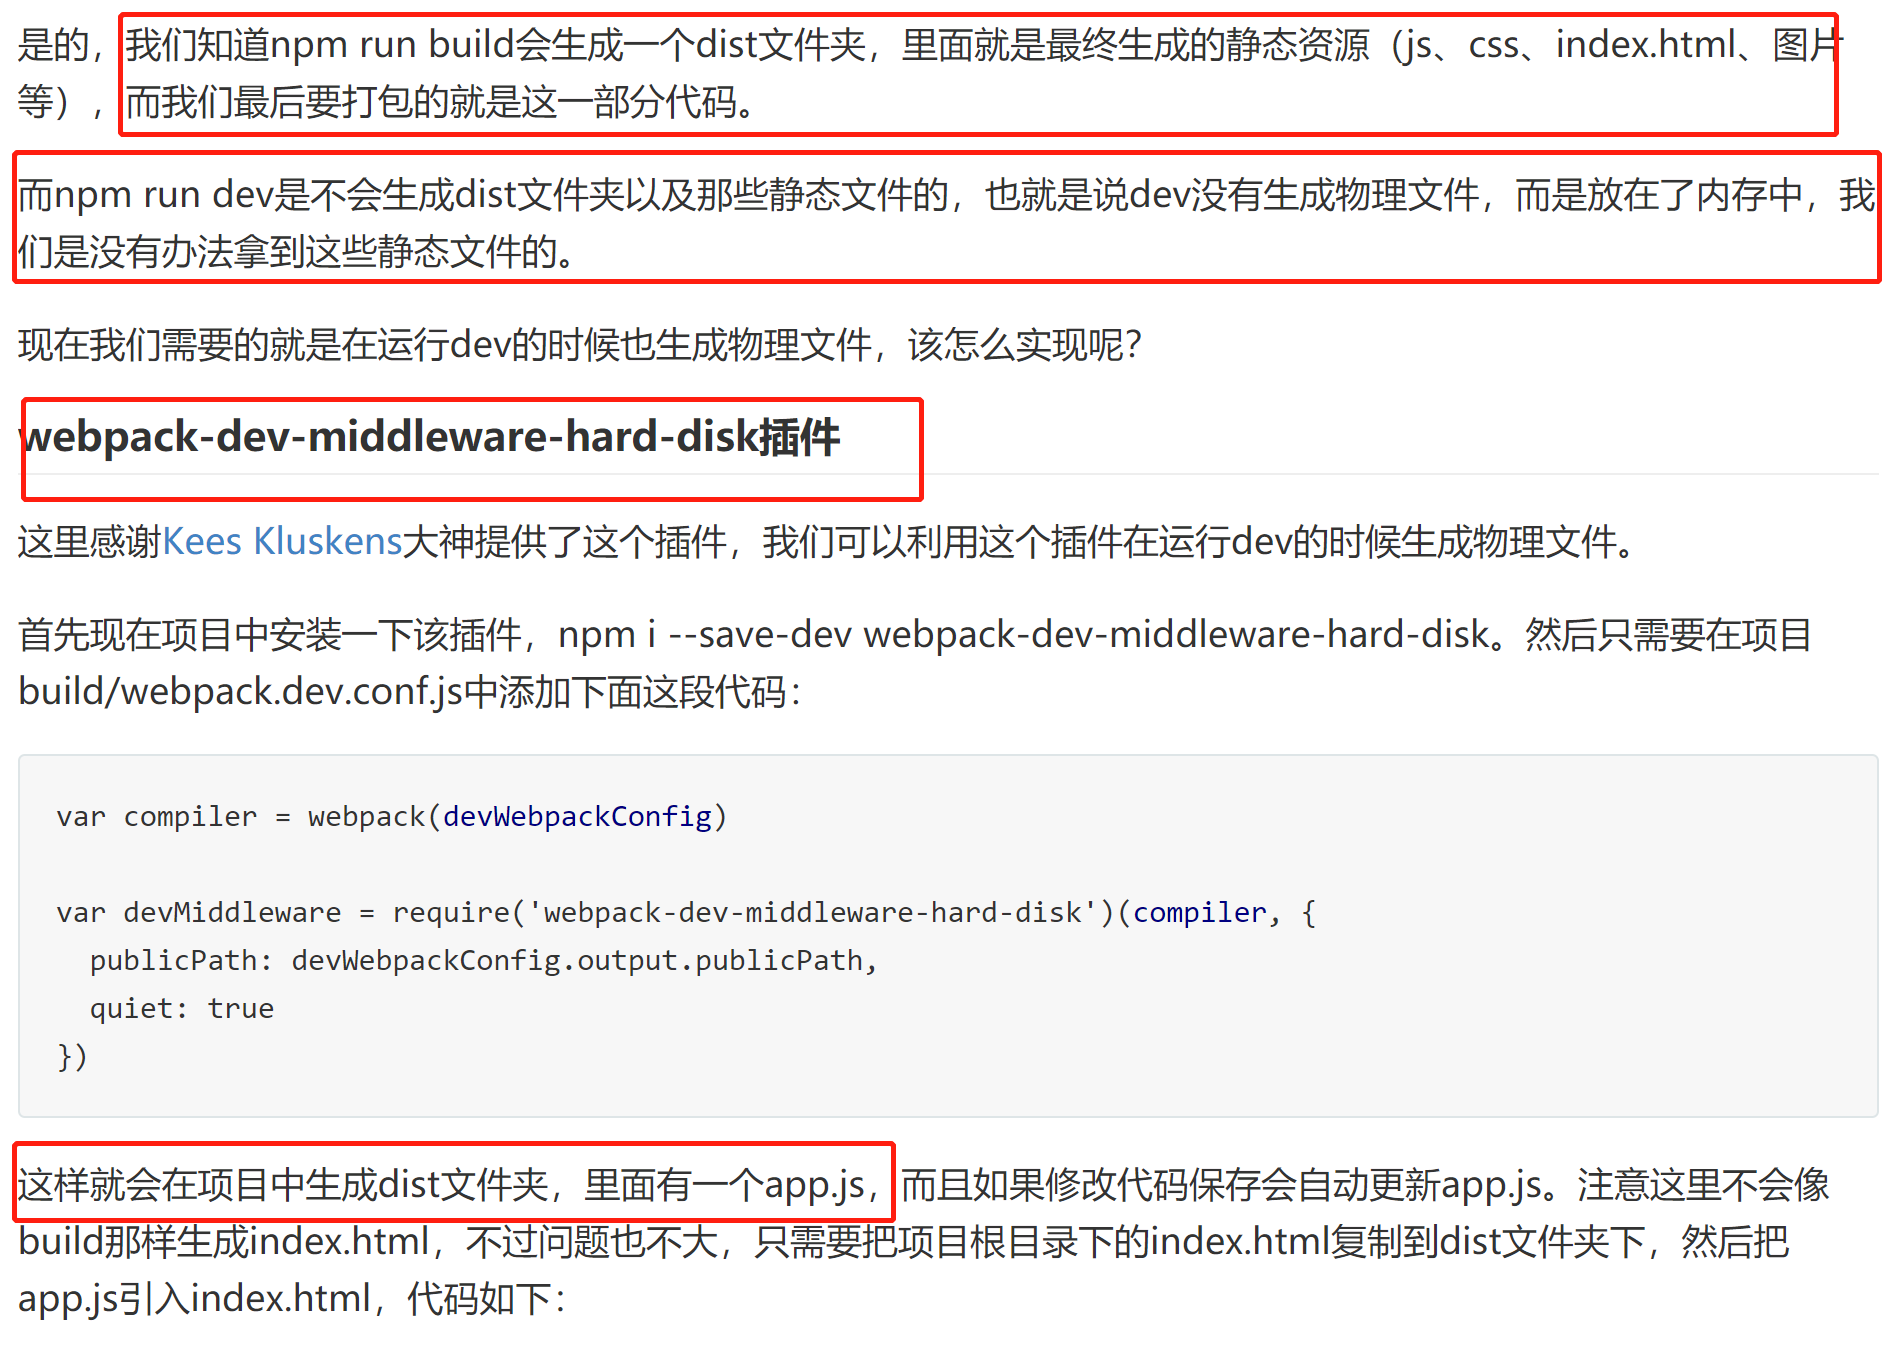 是的，我们知道npm run build会生成一个dist文件夹，里面就是最终生成的静态资源（js、css、index.html、图片
等），而我们最后要打包的就是这一部分代码。
而npm run dev是不会生成dist文件夹以及那些静态文件的，也就是说dev没有生成物理文件，而是放在了内存中，我
们是没有办法拿到这些静态文件的。
现在我们需要的就是在运行dev的时候也生成物理文件，该怎么实现呢？
webpack-dev-middleware-hard-disk插件
这里感谢Kees Kluskens大神提供了这个插件，我们可以利用这个插件在运行dev的时候生成物理文件。
首先现在项目中安装一下该插件，npm i --save-dev webpack-dev-middleware-hard-disk。然后只需要在项目
build/webpack.dev.conf.js中添加下面这段代码：
var compiler = webpack(devWebpackConfig)
var devMiddleware = require('webpack-dev-middleware-hard-disk')(compiler, {
  publicPath: devWebpackConfig.output.publicPath,
  quiet: true
})
这样就会在项目中生成dist文件夹，里面有一个app.js，而且如果修改代码保存会自动更新app.js。注意这里不会像
build那样生成index.html，不过问题也不大，只需要把项目根目录下的index.html复制到dist文件夹下，然后把
app.js引入index.html，代码如下：